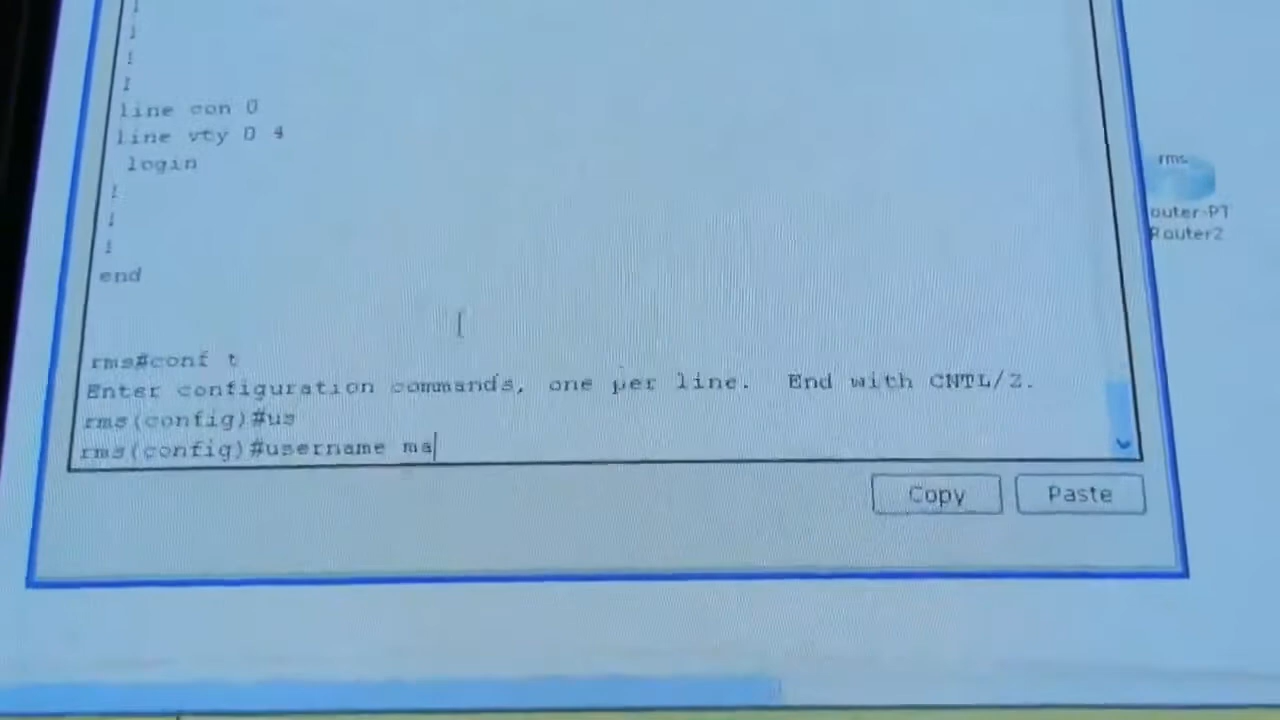 !
!
!
!
line con 0
line vty 0 4
login
!
!
!
end
rms#conf t
Enter configuration commands, one per line. End with CNTL/Z.
rms(config)#us
rms(config)#username ma
Copy
Paste
rms
outer-PT
Router2